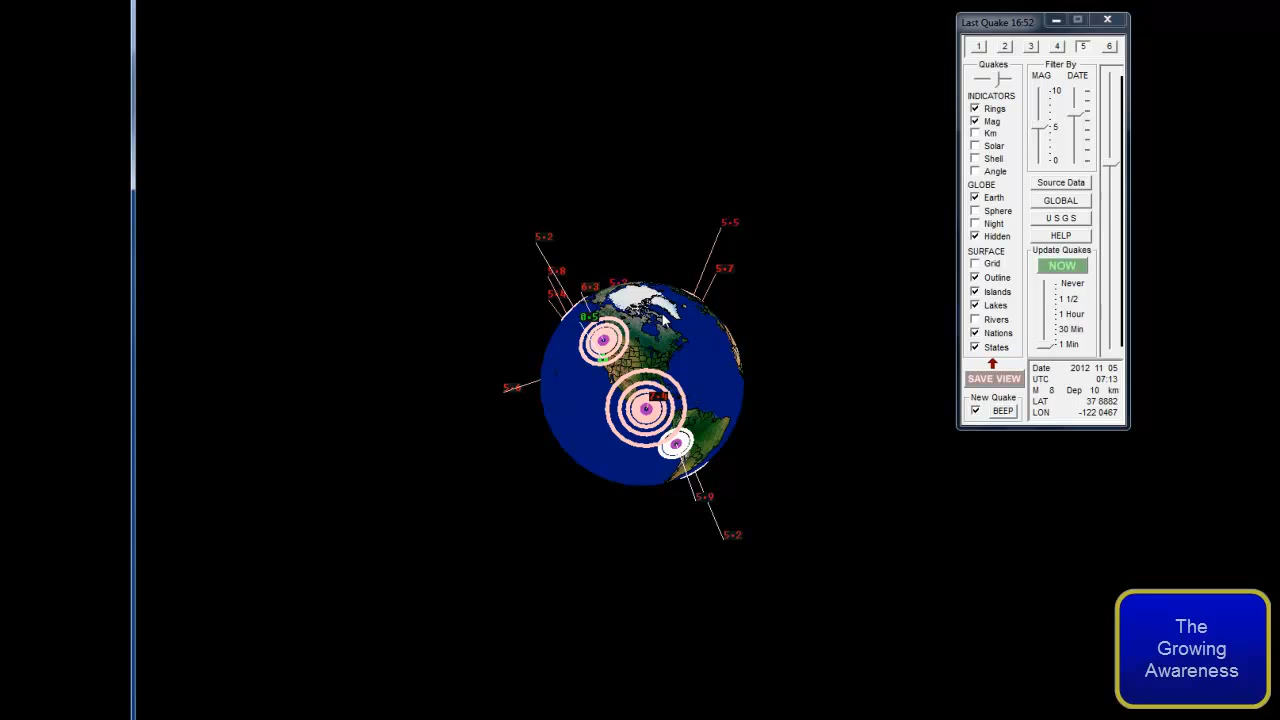 Last Quake 16:52
1 2 3 4 5 6
Quakes
INDICATORS
Rings
Mag
Km
Solar
Shell
Angle
GLOBE
Earth
Sphere
Night
Hidden
SURFACE
Grid
Outline
Islands
Lakes
Rivers
Nations
States
SAVE VIEW
New Quake
BEEP
Filter By
MAG DATE
10
5
0
Source Data
GLOBAL
U S G S
HELP
Update Quakes
NOW
Never
1 1/2
1 Hour
30 Min
1 Min
Date 2012 11 05
UTC 07:13
M 8 Dep 10 km
LAT 37 8882
LON -122 0467
5.5
5.2
5.7
5.8
6.3
5.4
5.6
7.4
5.9
5.2
The
Growing
Awareness